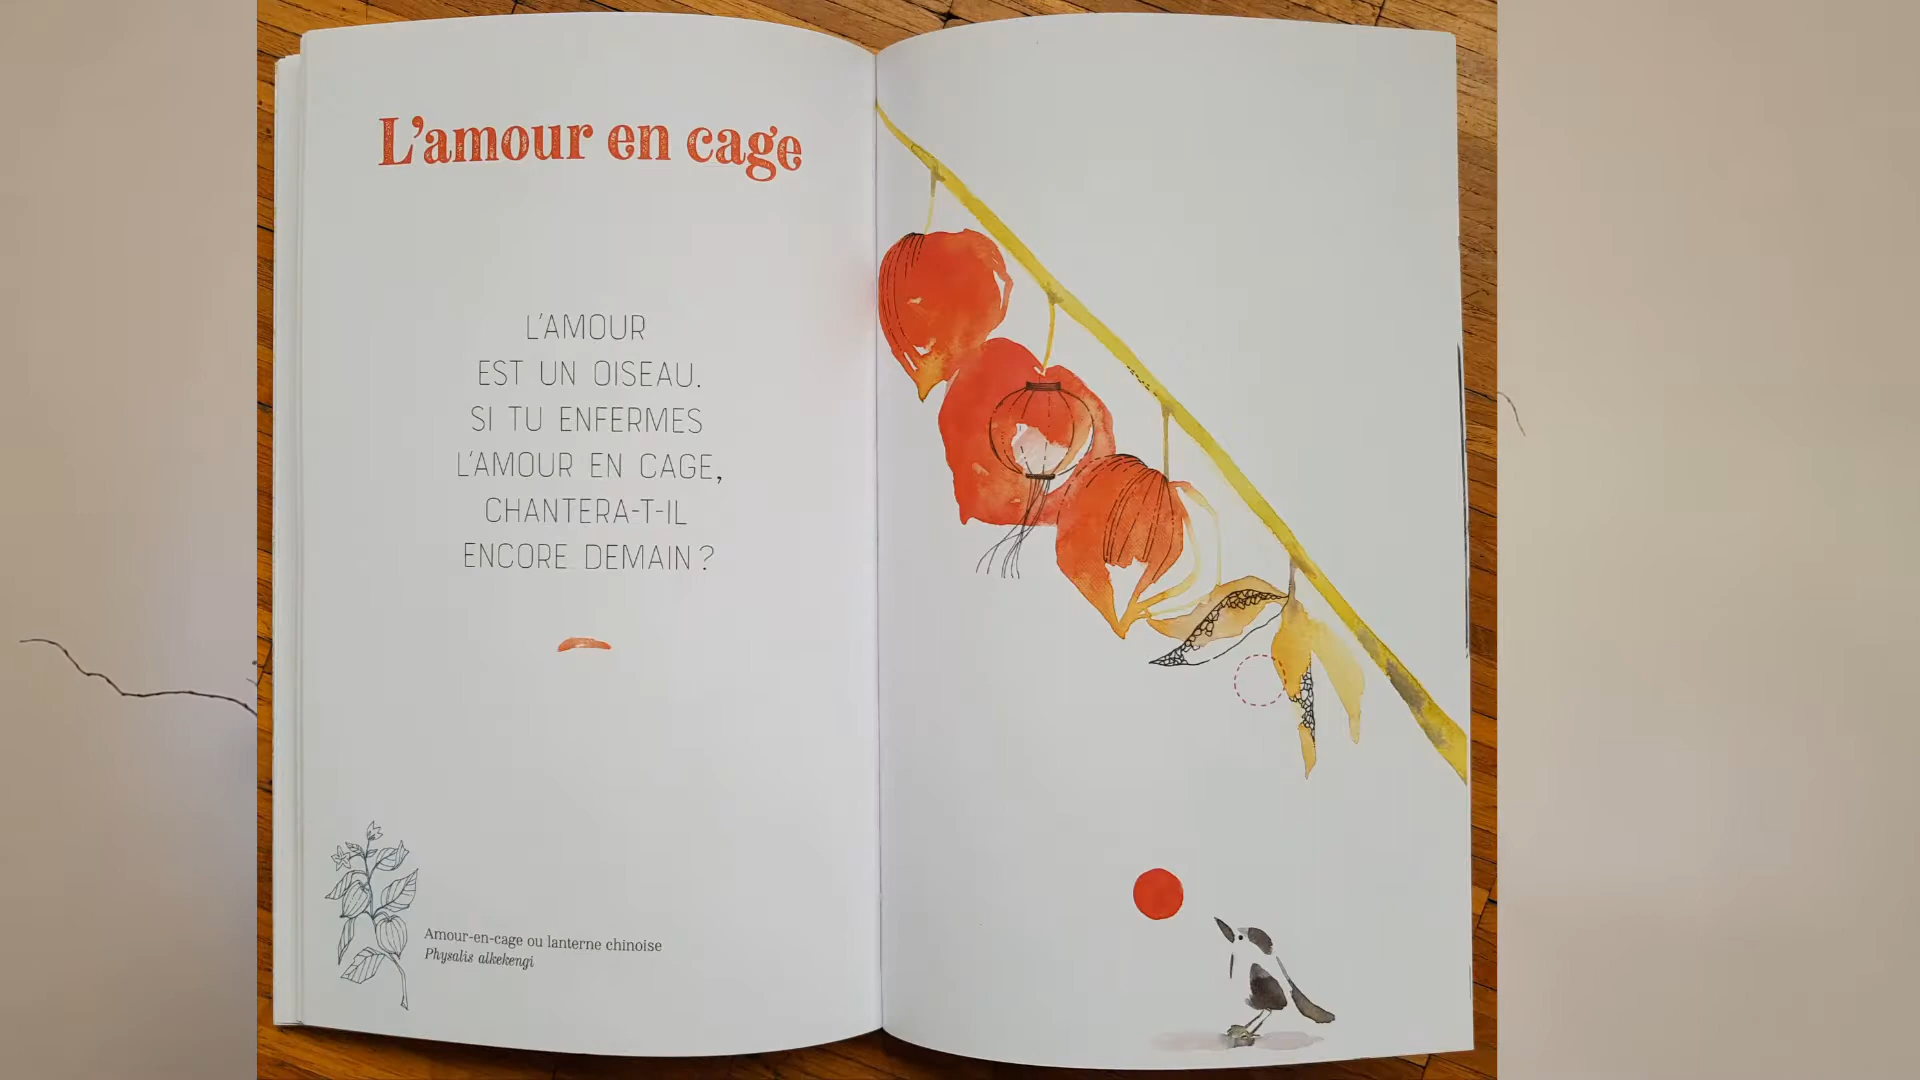 L'amour en cage
L'AMOUR
EST UN OISEAU.
SI TU ENFERMES
L'AMOUR EN CAGE,
CHANTERA-T-IL
ENCORE DEMAIN ?
Amour-en-cage ou lanterne chinoise
Physalis alkekengi